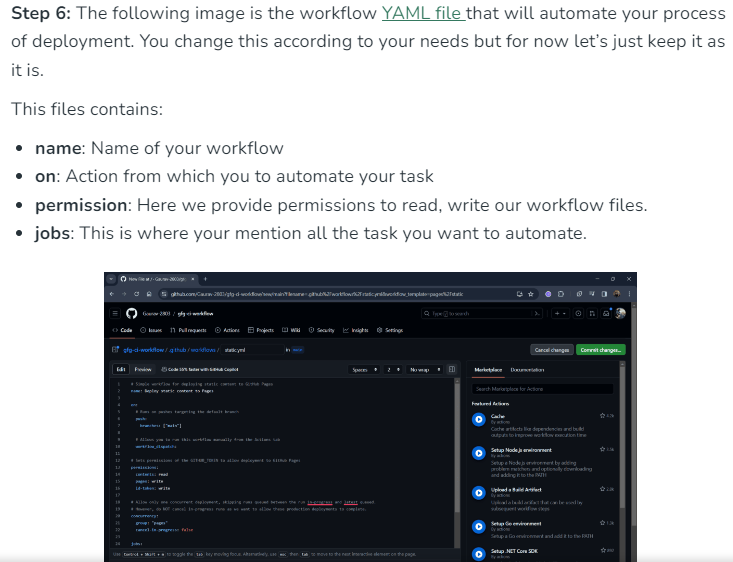 Step 6: The following image is the workflow YAML file that will automate your process
of deployment. You change this according to your needs but for now let's just keep it as
it is.
This files contains:
• name: Name of your workflow
• on: Action from which you to automate your task
• permission: Here we provide permissions to read, write our workflow files.
• jobs: This is where your mention all the task you want to automate.
github.com/Gaurav-2803/gfg-ci-workflow/new/main?filename=.github%2Fworkflows%2Fstatic.yml&workflow_template=pages%2Fstatic
Gaurav-2803 / gfg-ci-workflow
Type / to search
Code Issues Pull requests Actions Projects Wiki Security Insights Settings
gfg-ci-workflow / .github / workflows / static.yml in main
Cancel changes Commit changes...
Edit Preview Code 55% faster with GitHub Copilot
Spaces 2 No wrap
Marketplace Documentation
Search Marketplace for Actions
Featured Actions
1 # Simple workflow for deploying static content to GitHub Pages
2 name: Deploy static content to Pages
3
4 on:
5 # Runs on pushes targeting the default branch
6 push:
7 branches: ["main"]
8
9 # Allows you to run this workflow manually from the Actions tab
10 workflow_dispatch:
11
12 # Sets permissions of the GITHUB_TOKEN to allow deployment to GitHub Pages
13 permissions:
14 contents: read
15 pages: write
16 id-token: write
17
18 # Allow only one concurrent deployment, skipping runs queued between the run in-progress and latest queued.
19 # However, do NOT cancel in-progress runs as we want to allow these production deployments to complete.
20 concurrency:
21 group: "pages"
22 cancel-in-progress: false
23
24 jobs:
Cache
By actions
Cache artifacts like dependencies and build
outputs to improve workflow execution time
Setup Node.js environment
By actions
Setup a Node.js environment by adding
problem matchers and optionally downloading
and adding it to the PATH
Upload a Build Artifact
By actions
Upload a build artifact that can be used by
subsequent workflow steps
Setup Go environment
By actions
Setup a Go environment and add it to the PATH
Setup .NET Core SDK
By actions
Use Control + Shift + m to toggle the tab key moving focus. Alternatively, use esc then tab to move to the next interactive element on the page.